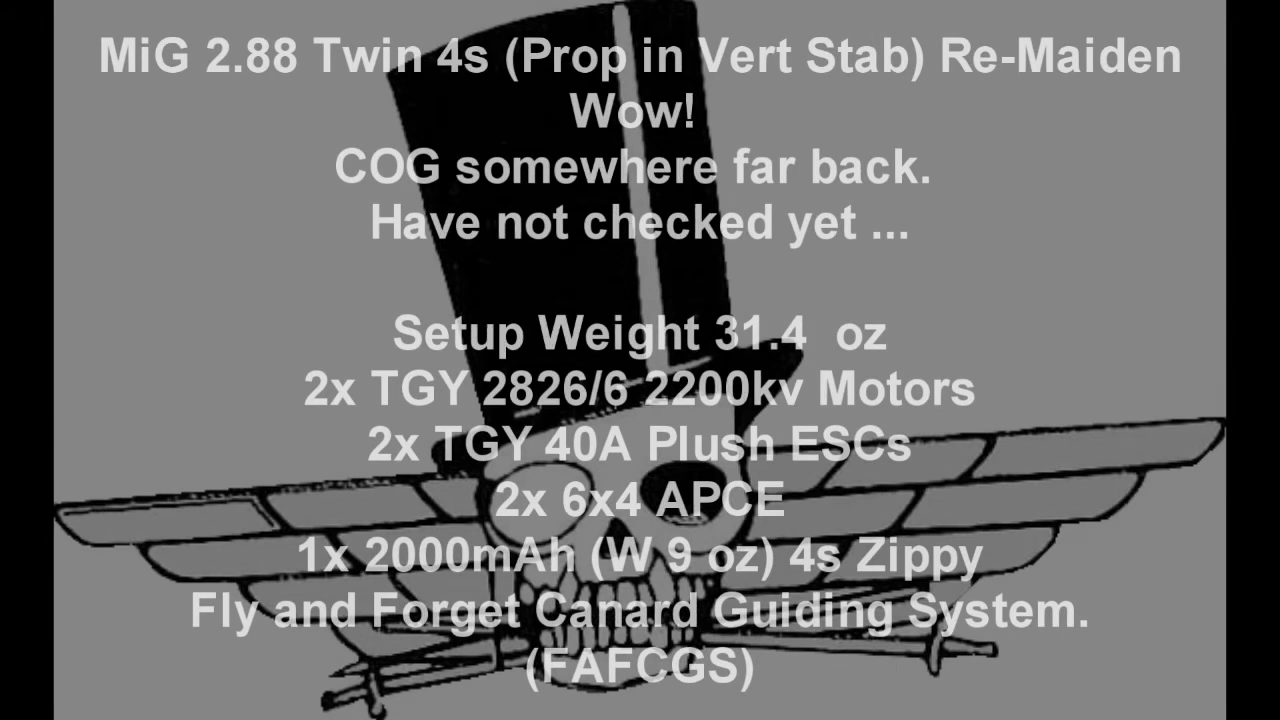 MiG 2.88 Twin 4s (Prop in Vert Stab) Re-Maiden
Wow!
COG somewhere far back.
Have not checked yet ...
Setup Weight 31.4 oz
2x TGY 2826/6 2200kv Motors
2x TGY 40A Plush ESCs
2x 6x4 APCE
1x 2000mAh (W 9 oz) 4s Zippy
Fly and Forget Canard Guiding System.
(FAFCGS)